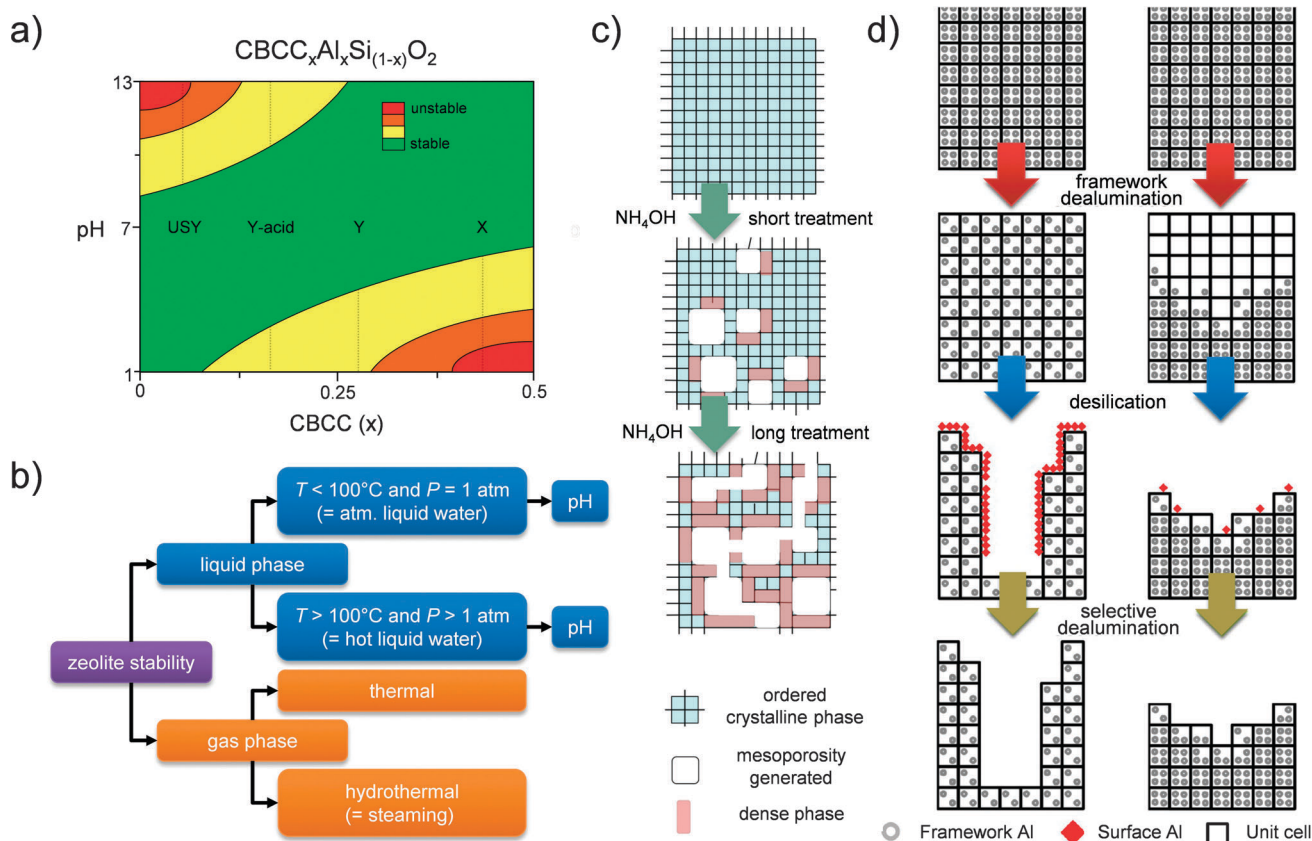 a)
CBCCₓAlₓSi₍₁₋ₓ₎O₂
13
unstable
stable
pH
7
USY
Y-acid
Y
X
1
0
0.25
0.5
CBCC (x)
b)
T < 100°C and P = 1 atm
(= atm. liquid water)
pH
liquid phase
T > 100°C and P > 1 atm
(= hot liquid water)
pH
zeolite stability
thermal
gas phase
hydrothermal
(= steaming)
c)
NH₄OH
short treatment
NH₄OH
long treatment
ordered
crystalline phase
mesoporosity
generated
dense phase
d)
framework
dealumination
desilication
selective
dealumination
Framework Al
Surface Al
Unit cell